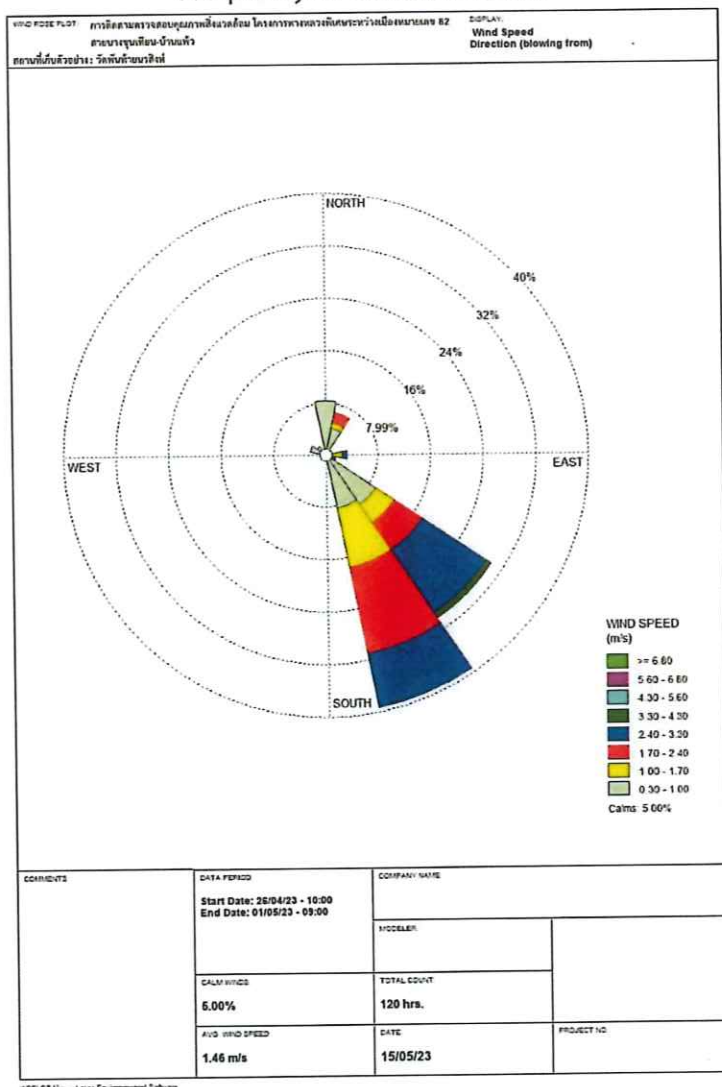 WIND ROSE PLOT: การติดตามตรวจสอบคุณภาพสิ่งแวดล้อม โครงการทางหลวงพิเศษระหว่างเมืองหมายเลข 82
สายบางขุนเทียน-บ้านแพ้ว
สถานที่เก็บตัวอย่าง : วัดพันท้ายนรสิงห์
DISPLAY:
Wind Speed
Direction (blowing from)
NORTH
40%
32%
24%
16%
7.99%
WEST
EAST
SOUTH
WIND SPEED
(m/s)
>= 6.80
5.60 - 6.80
4.30 - 5.60
3.30 - 4.30
2.40 - 3.30
1.70 - 2.40
1.00 - 1.70
0.30 - 1.00
Calms: 5.00%
COMMENTS
DATA PERIOD
Start Date: 26/04/23 - 10:00
End Date: 01/05/23 - 09:00
COMPANY NAME
MODELER
CALM WINDS
5.00%
TOTAL COUNT
120 hrs.
AVG. WIND SPEED
1.46 m/s
DATE
15/05/23
PROJECT NO.